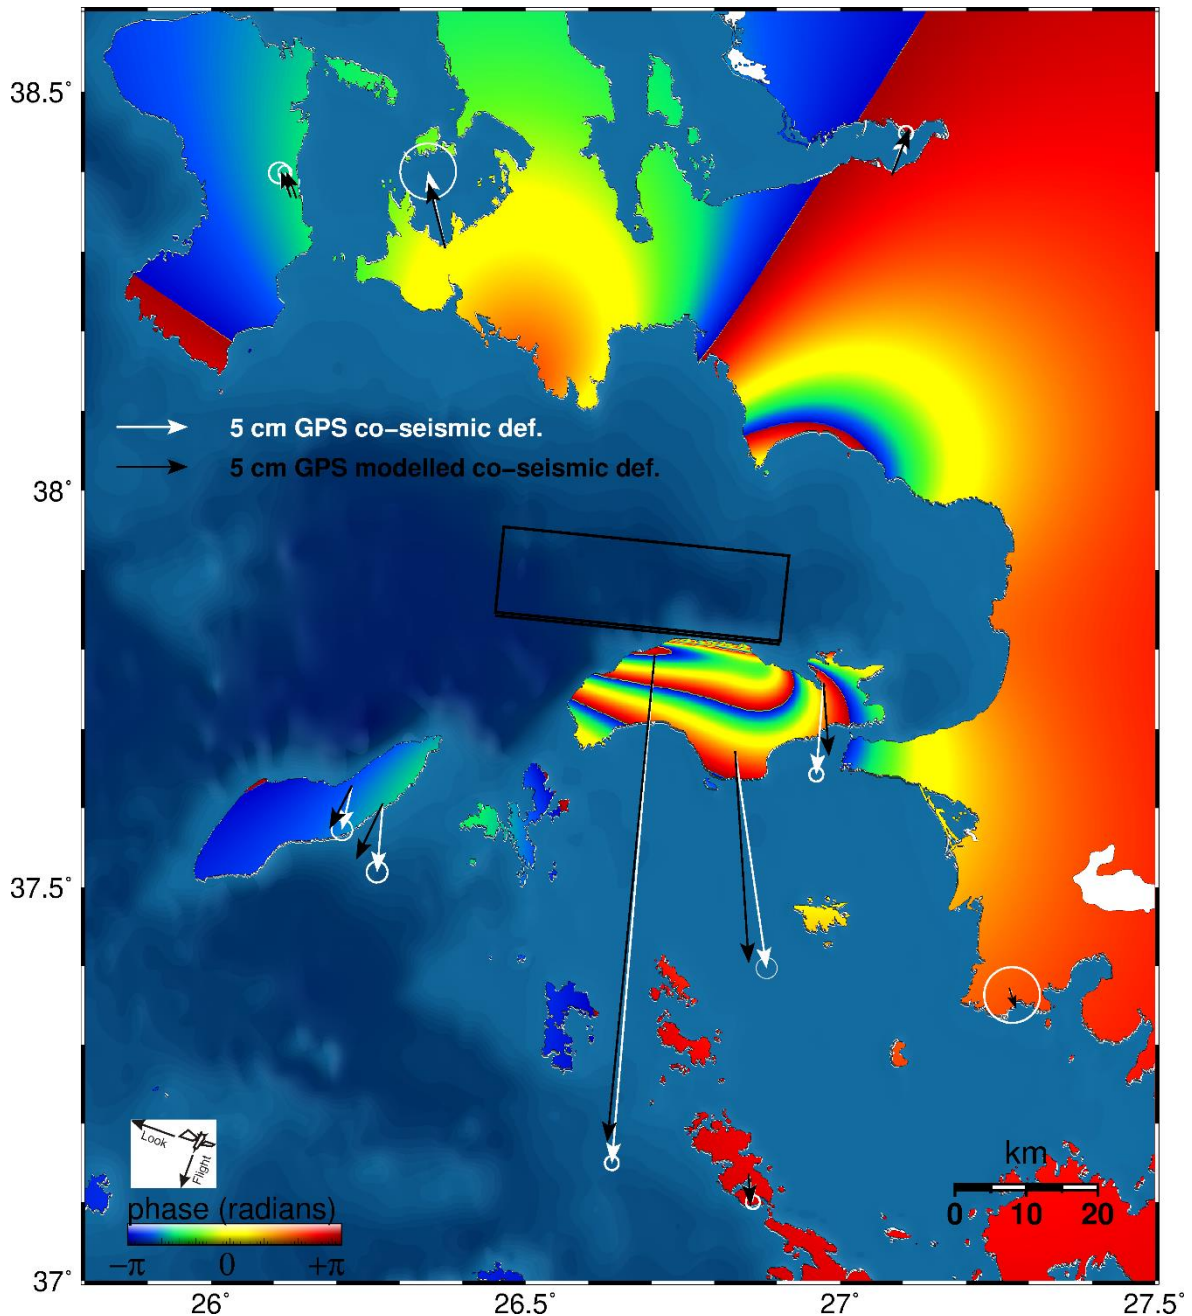 38.5°
5 cm GPS co-seismic def.
5 cm GPS modelled co-seismic def.
38°
37.5°
Look
Flight
km
0 10 20
phase (radians)
−π 0 +π
37°
26° 26.5° 27° 27.5°